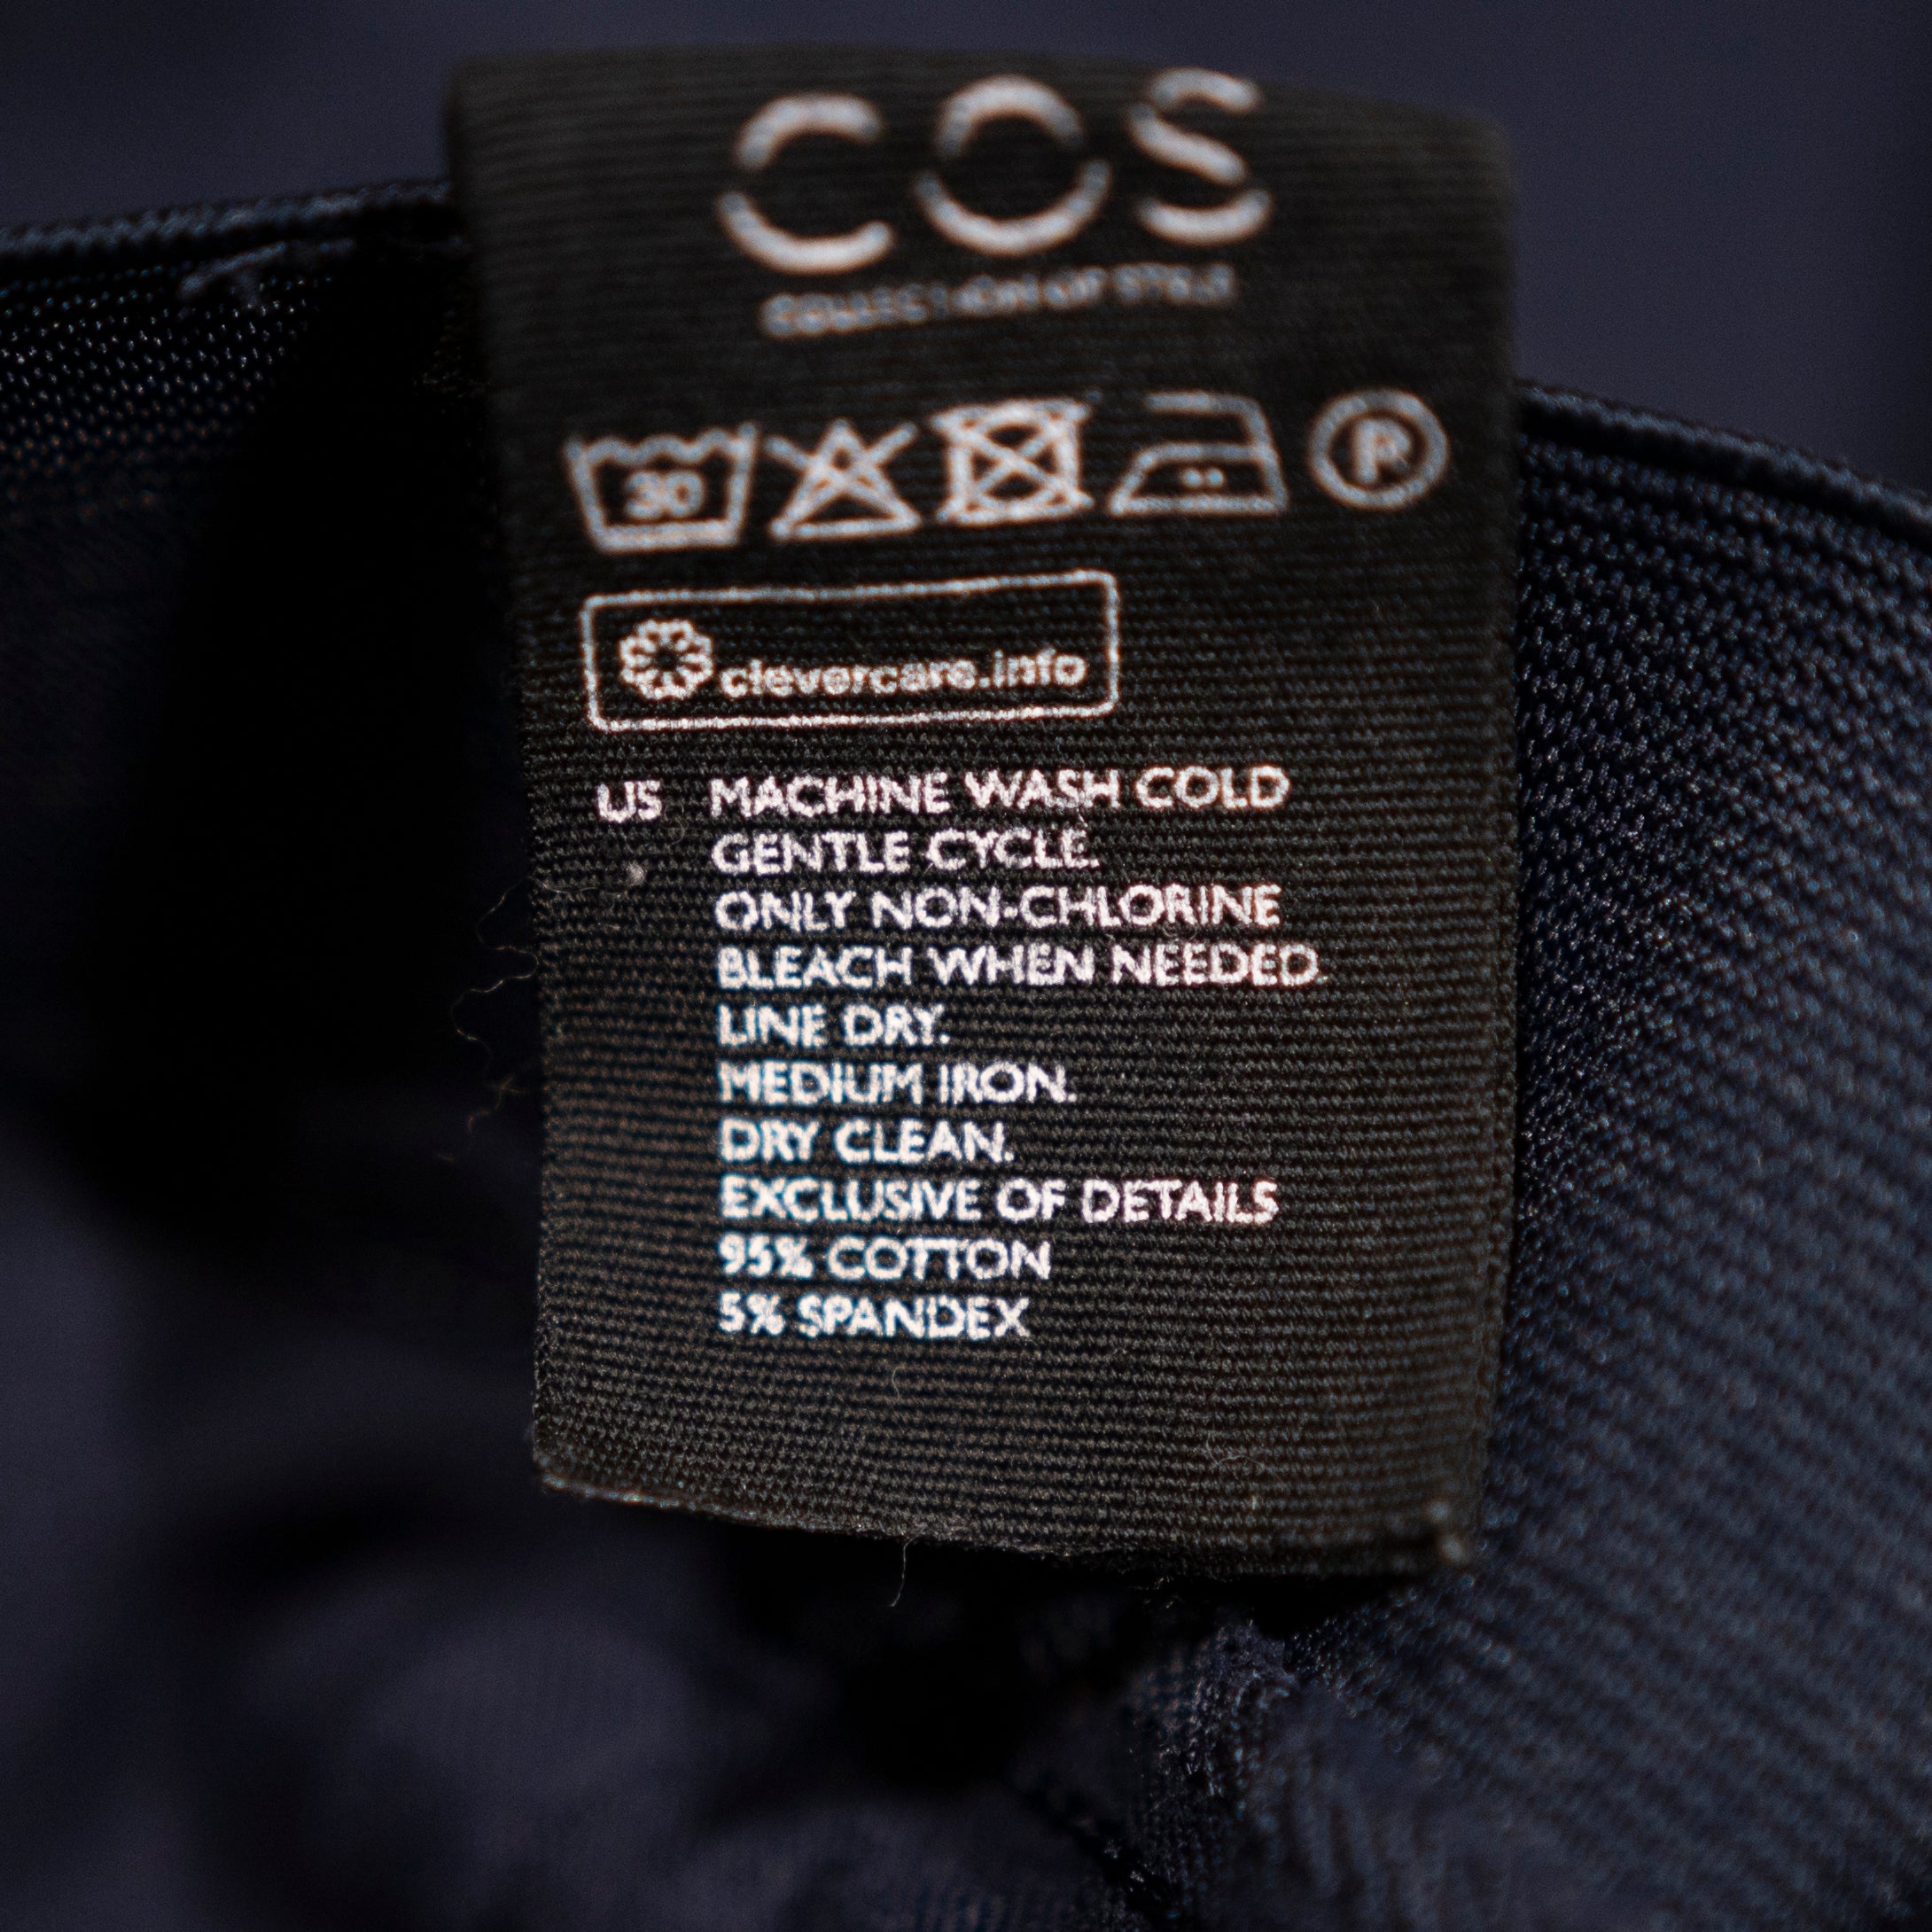 COS
COLLECTION OF STYLE
30
P
clevercare.info
US MACHINE WASH COLD
GENTLE CYCLE.
ONLY NON-CHLORINE
BLEACH WHEN NEEDED.
LINE DRY.
MEDIUM IRON.
DRY CLEAN.
EXCLUSIVE OF DETAILS
95% COTTON
5% SPANDEX